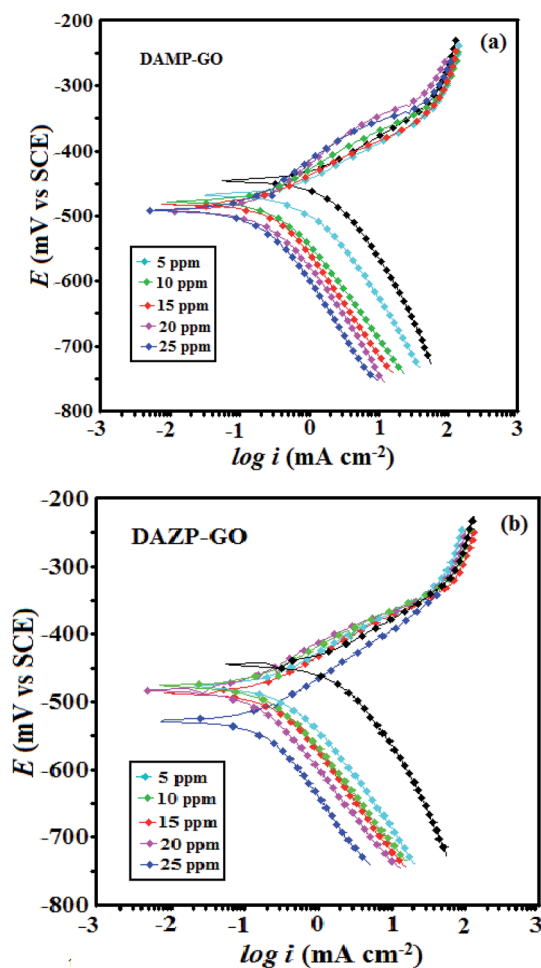 (a)
DAMP-GO
-200
-300
-400
-500
-600
-700
-800
E (mV vs SCE)
5 ppm
10 ppm
15 ppm
20 ppm
25 ppm
-3 -2 -1 0 1 2 3
log i (mA cm-2)
(b)
DAZP-GO
-200
-300
-400
-500
-600
-700
-800
E (mV vs SCE)
5 ppm
10 ppm
15 ppm
20 ppm
25 ppm
-3 -2 -1 0 1 2 3
log i (mA cm-2)